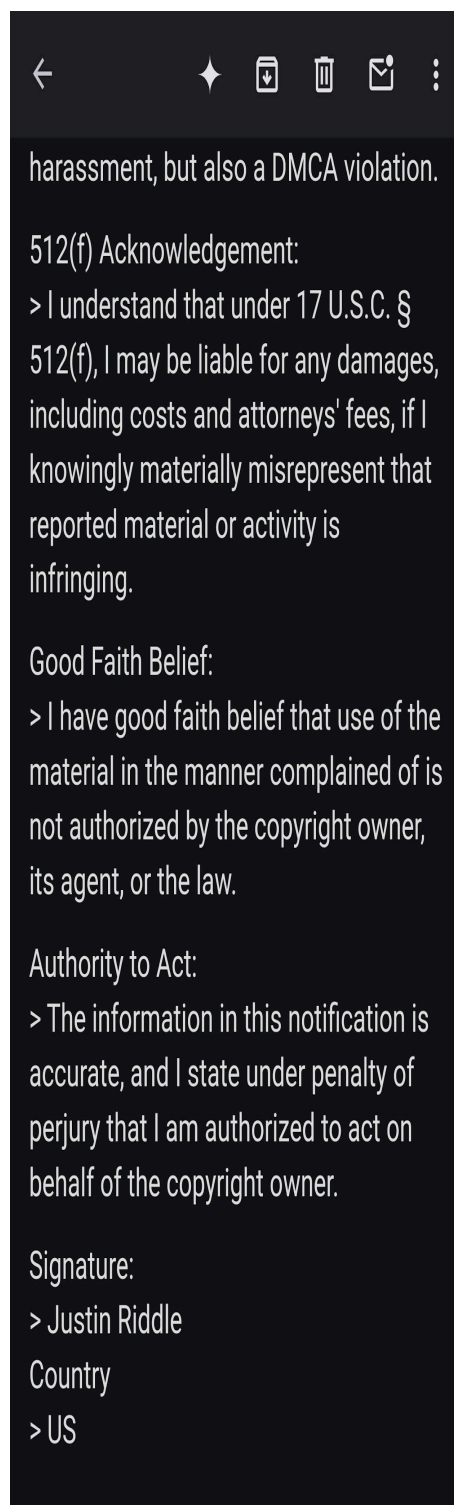 harassment, but also a DMCA violation.
512(f) Acknowledgement:
> I understand that under 17 U.S.C. §
512(f), I may be liable for any damages,
including costs and attorneys' fees, if I
knowingly materially misrepresent that
reported material or activity is
infringing.
Good Faith Belief:
> I have good faith belief that use of the
material in the manner complained of is
not authorized by the copyright owner,
its agent, or the law.
Authority to Act:
> The information in this notification is
accurate, and I state under penalty of
perjury that I am authorized to act on
behalf of the copyright owner.
Signature:
> Justin Riddle
Country
> US